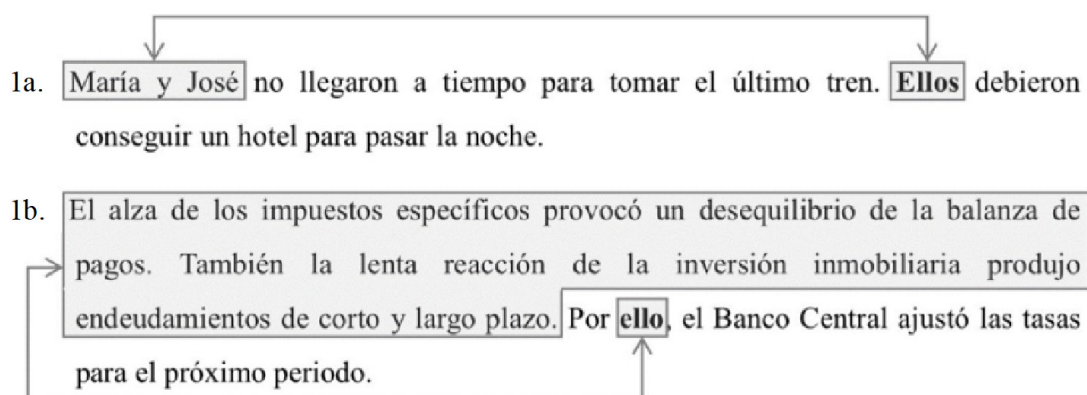 1a. María y José no llegaron a tiempo para tomar el último tren. Ellos debieron
conseguir un hotel para pasar la noche.
1b. El alza de los impuestos específicos provocó un desequilibrio de la balanza de
pagos. También la lenta reacción de la inversión inmobiliaria produjo
endeudamientos de corto y largo plazo. Por ello, el Banco Central ajustó las tasas
para el próximo periodo.